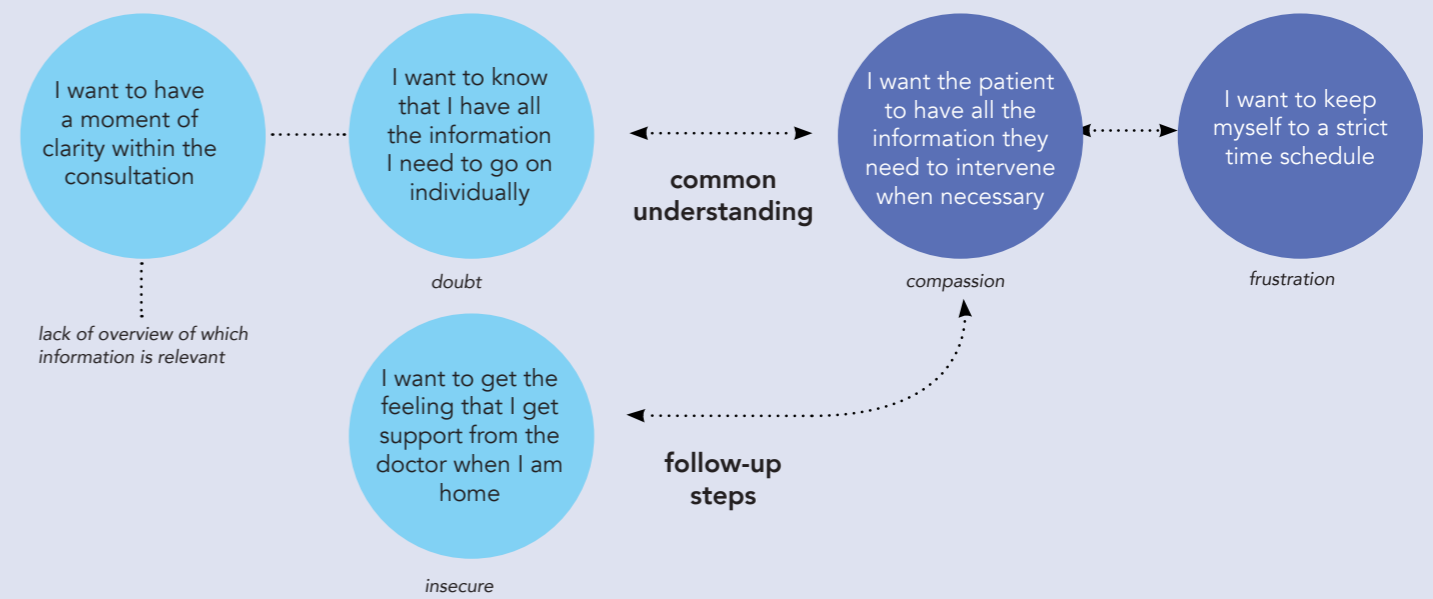 I want to have
a moment of
clarity within the
consultation
lack of overview of which
information is relevant
I want to know
that I have all
the information
I need to go on
individually
doubt
common
understanding
I want the patient
to have all the
information they
need to intervene
when necessary
compassion
I want to keep
myself to a strict
time schedule
frustration
I want to get the
feeling that I get
support from the
doctor when I am
home
insecure
follow-up
steps